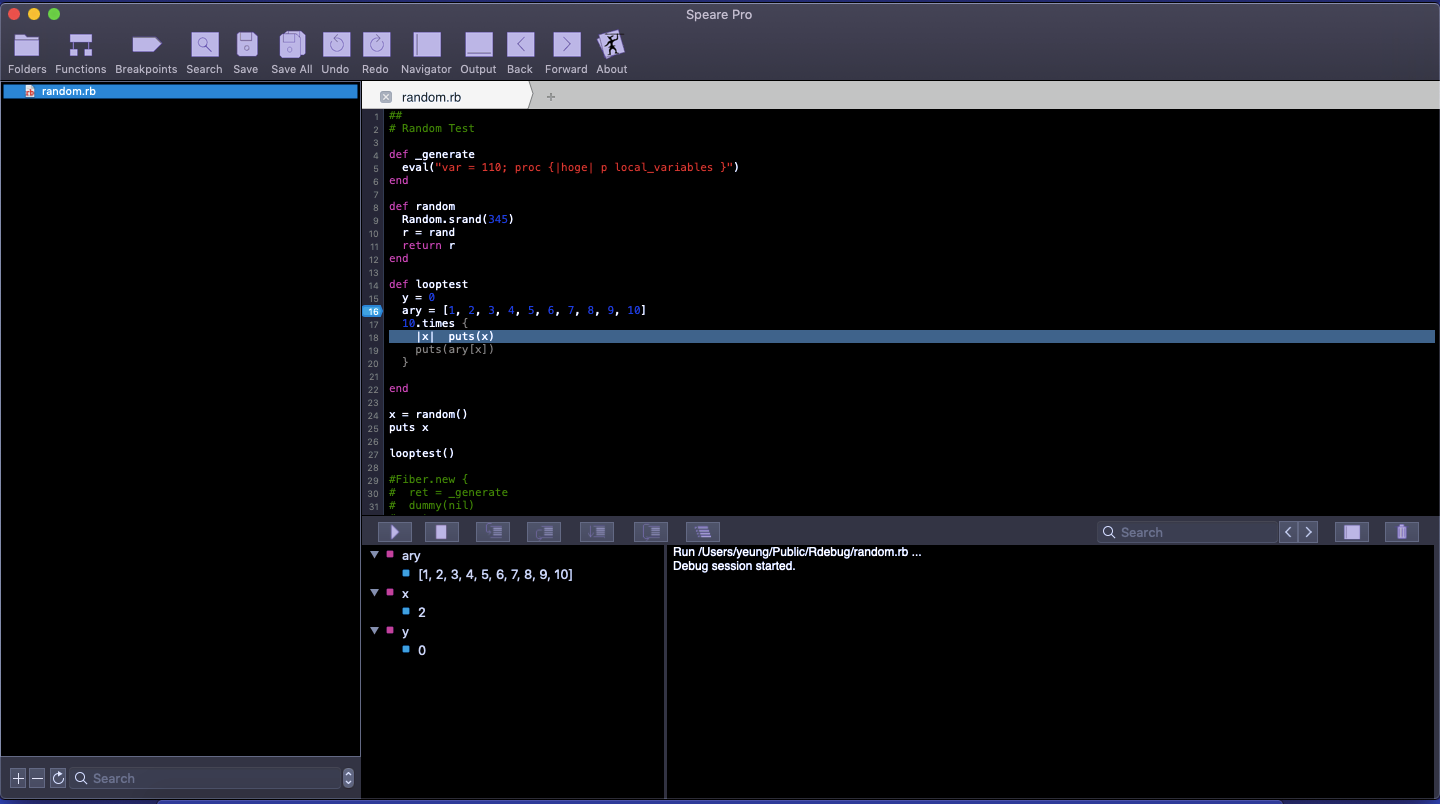 Speare Pro
Folders Functions Breakpoints Search Save Save All Undo Redo Navigator Output Back Forward About
random.rb
random.rb
1 ##
2 # Random Test
3
4 def _generate
5   eval("var = 110; proc {|hoge| p local_variables }")
6 end
7
8 def random
9   Random.srand(345)
10   r = rand
11   return r
12 end
13
14 def looptest
15   y = 0
16   ary = [1, 2, 3, 4, 5, 6, 7, 8, 9, 10]
17   10.times {
18     |x|  puts(x)
19     puts(ary[x])
20   }
21
22 end
23
24 x = random()
25 puts x
26
27 looptest()
28
29 #Fiber.new {
30 #  ret = _generate
31 #  dummy(nil)
Search
ary
[1, 2, 3, 4, 5, 6, 7, 8, 9, 10]
x
2
y
0
Run /Users/yeung/Public/Rdebug/random.rb ...
Debug session started.
Search